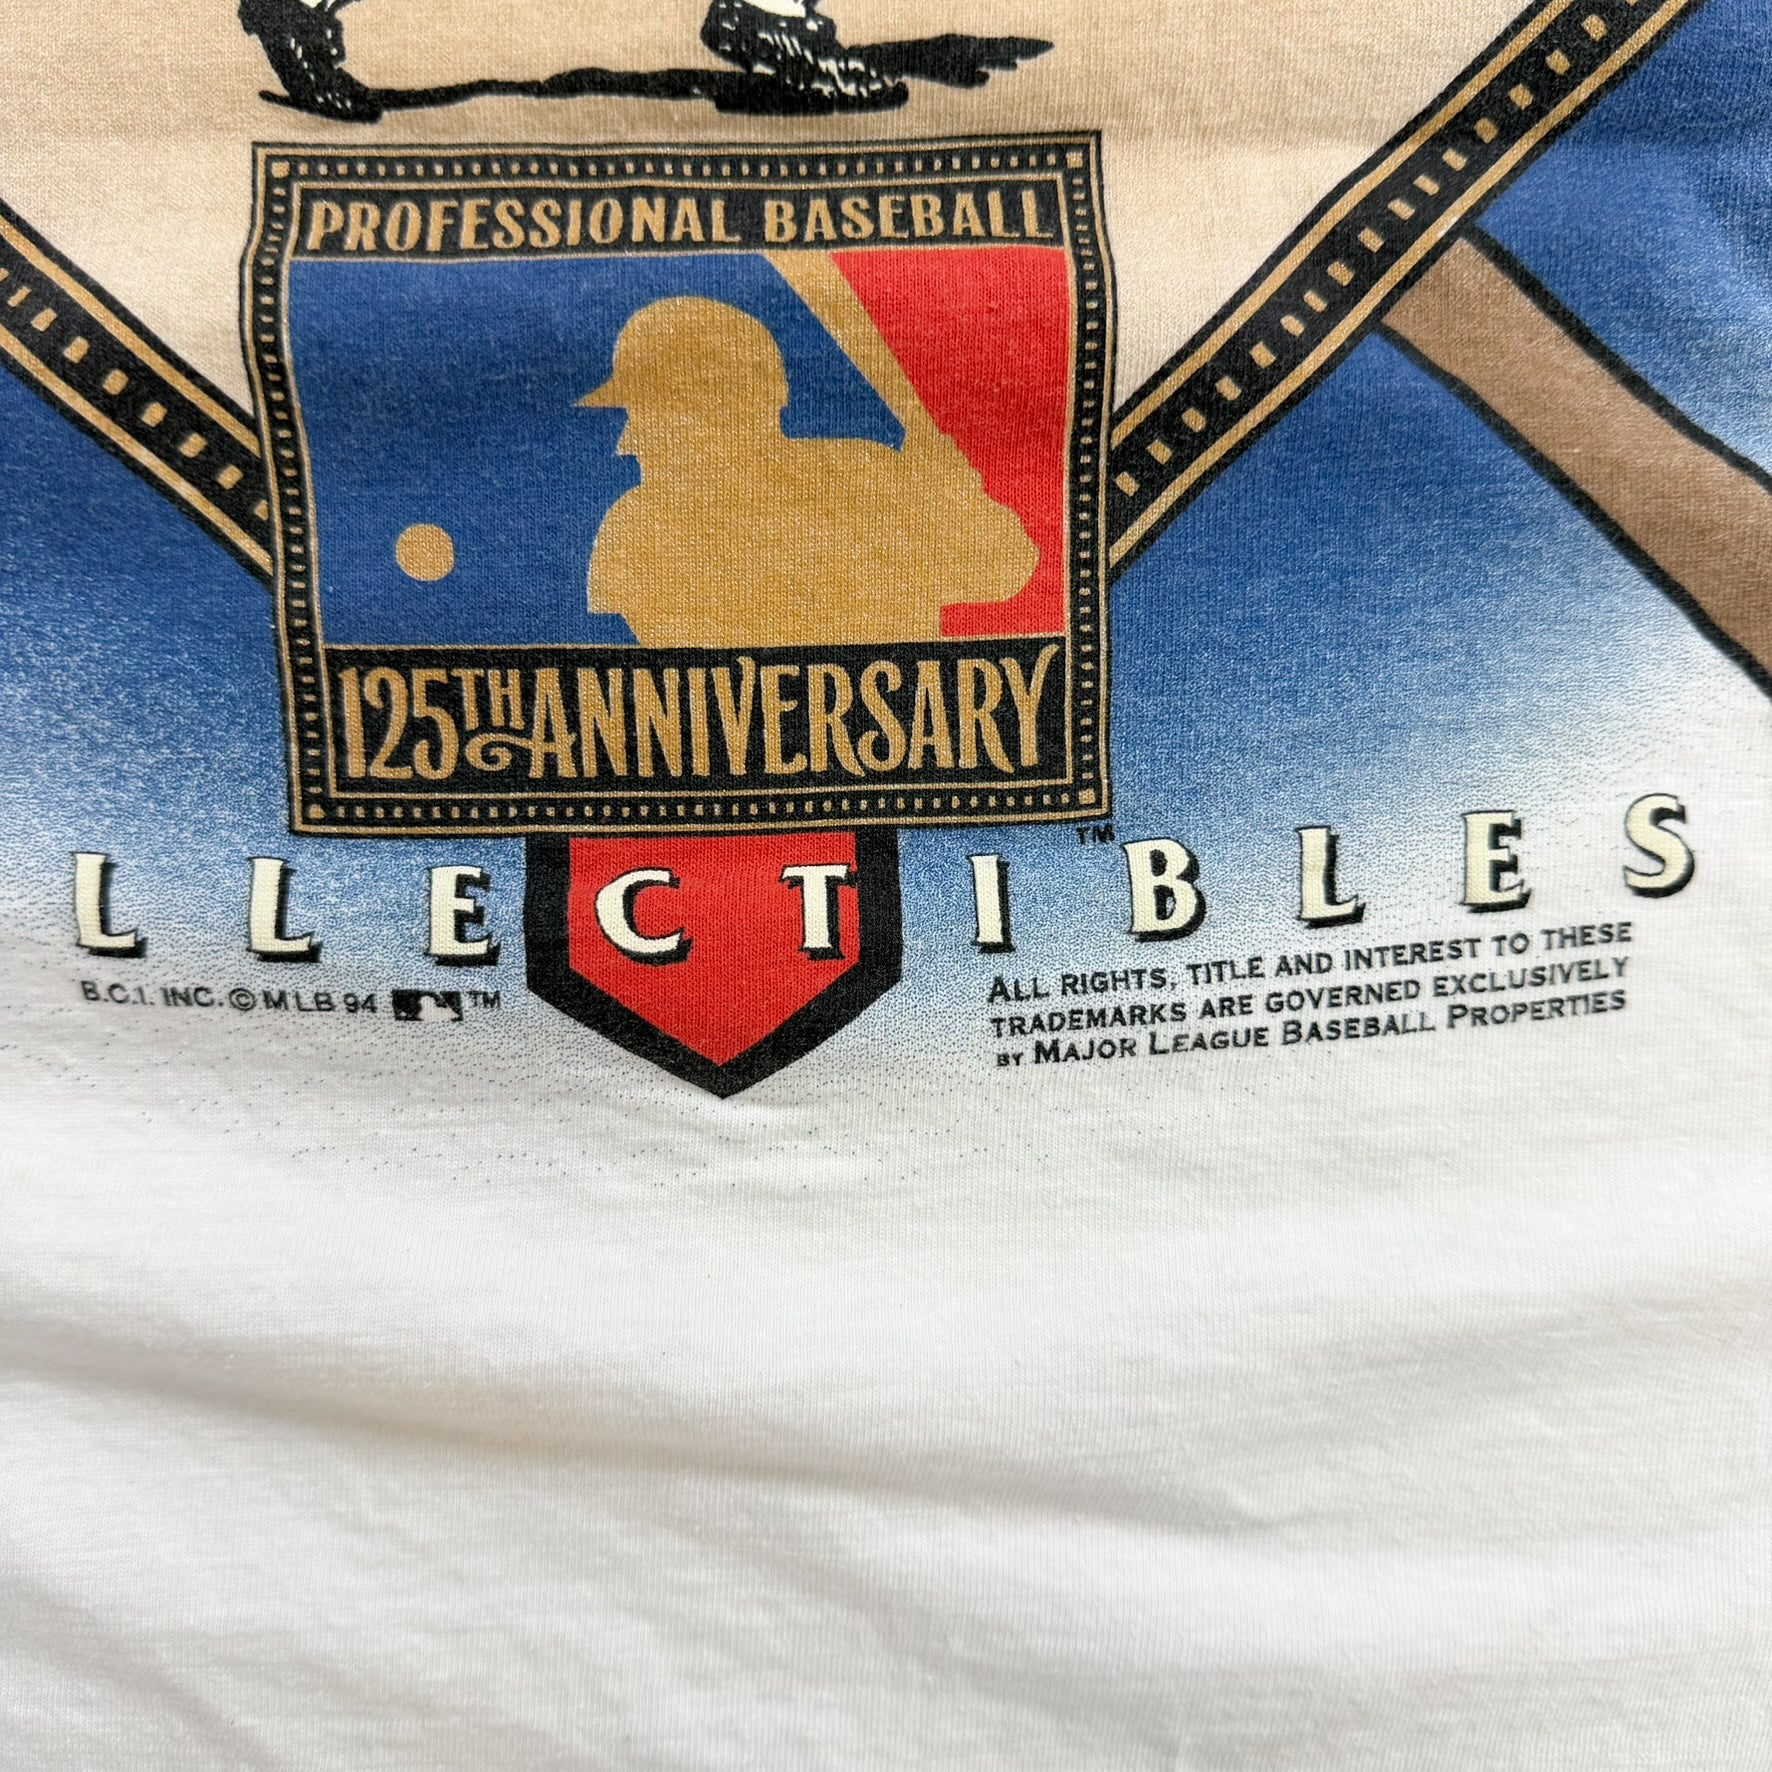 PROFESSIONAL BASEBALL
125TH ANNIVERSARY
TM
LLECTIBLES
B.C.I. INC. © MLB 94 TM
ALL RIGHTS, TITLE AND INTEREST TO THESE
TRADEMARKS ARE GOVERNED EXCLUSIVELY
BY MAJOR LEAGUE BASEBALL PROPERTIES